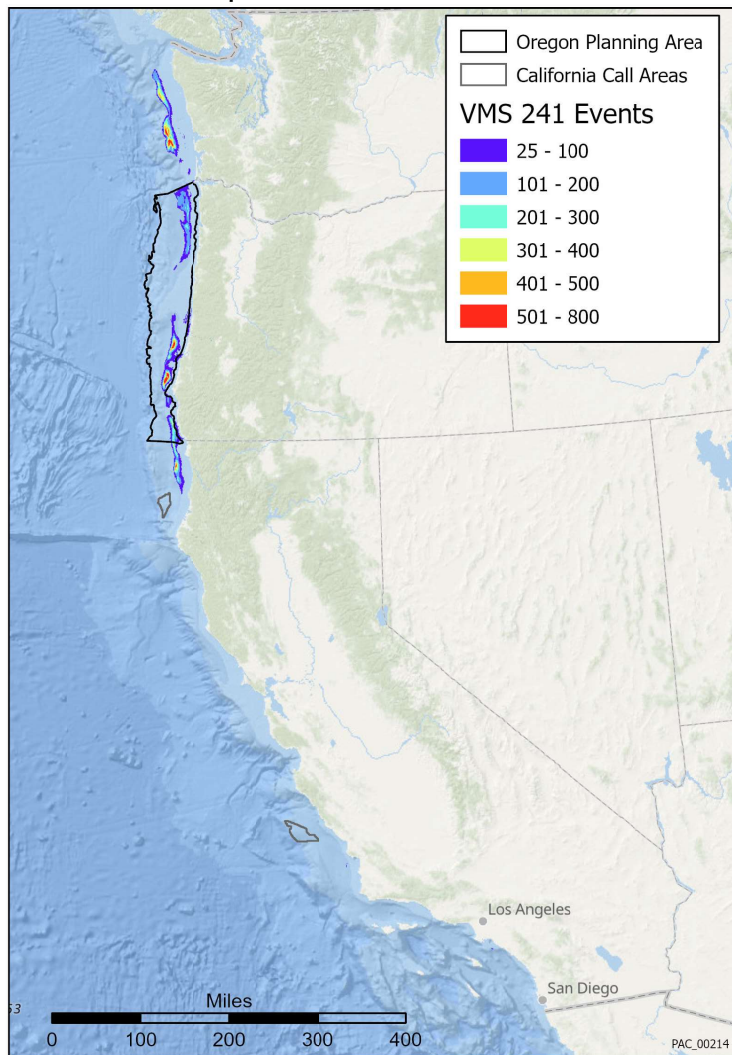 Oregon Planning Area
California Call Areas
VMS 241 Events
25 - 100
101 - 200
201 - 300
301 - 400
401 - 500
501 - 800
Los Angeles
San Diego
Miles
0 100 200 300 400
53
PAC_00214